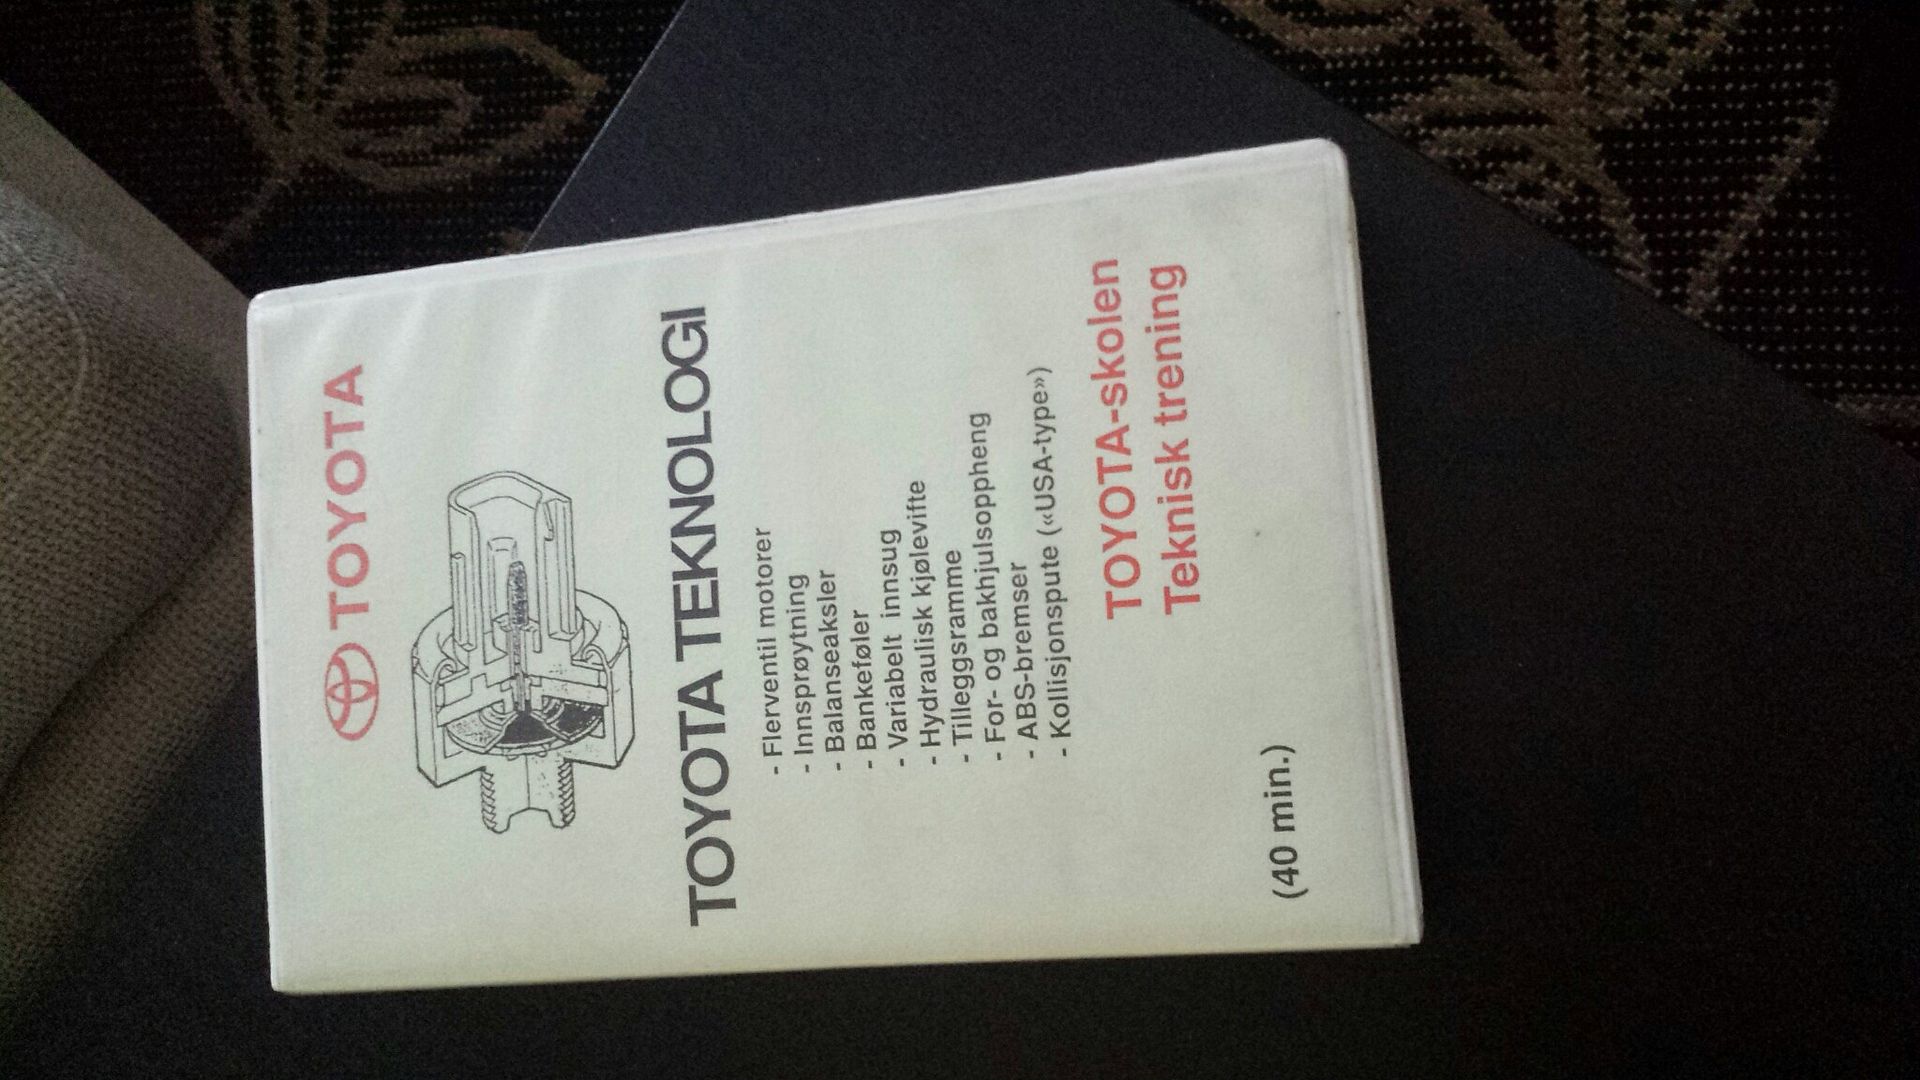 TOYOTA
TOYOTA TEKNOLOGI
- Flerventil motorer
- Innsprøytning
- Balanseaksler
- Bankeføler
- Variabelt innsug
- Hydraulisk kjølevifte
- Tilleggsramme
- For- og bakhjulsoppheng
- ABS-bremser
- Kollisjonspute («USA-type»)
TOYOTA-skolen
Teknisk trening
(40 min.)